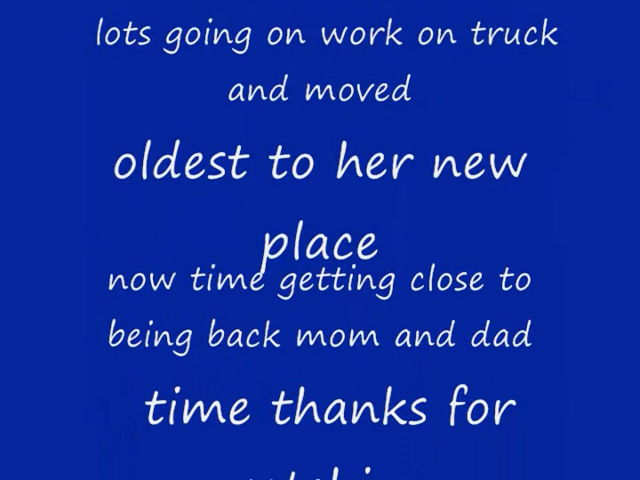 lots going on work on truck
and moved
oldest to her new
place
now time getting close to
being back mom and dad
time thanks for